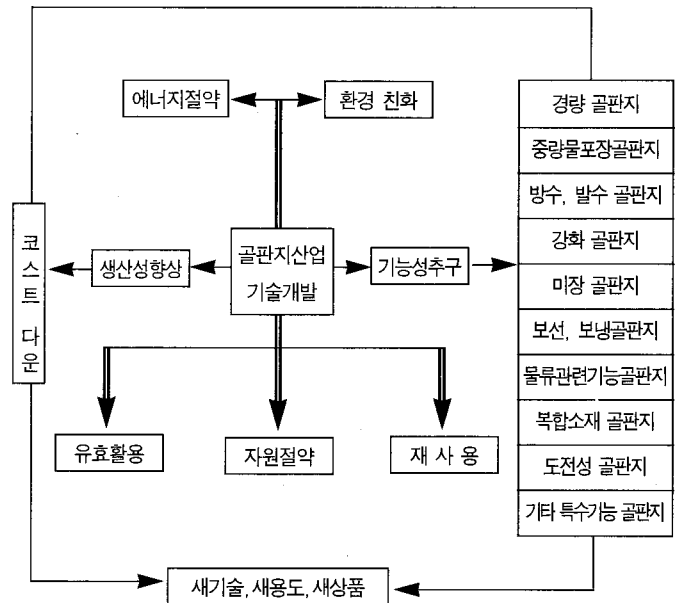 에너지절약
환경 친화
경량 골판지
중량물포장골판지
방수, 발수 골판지
강화 골판지
미장 골판지
보선, 보냉골판지
물류관련기능골판지
복합소재 골판지
도전성 골판지
기타 특수기능 골판지
코스트 다운
생산성향상
골판지산업
기술개발
기능성추구
유효활용
자원절약
재 사 용
새기술, 새용도, 새상품